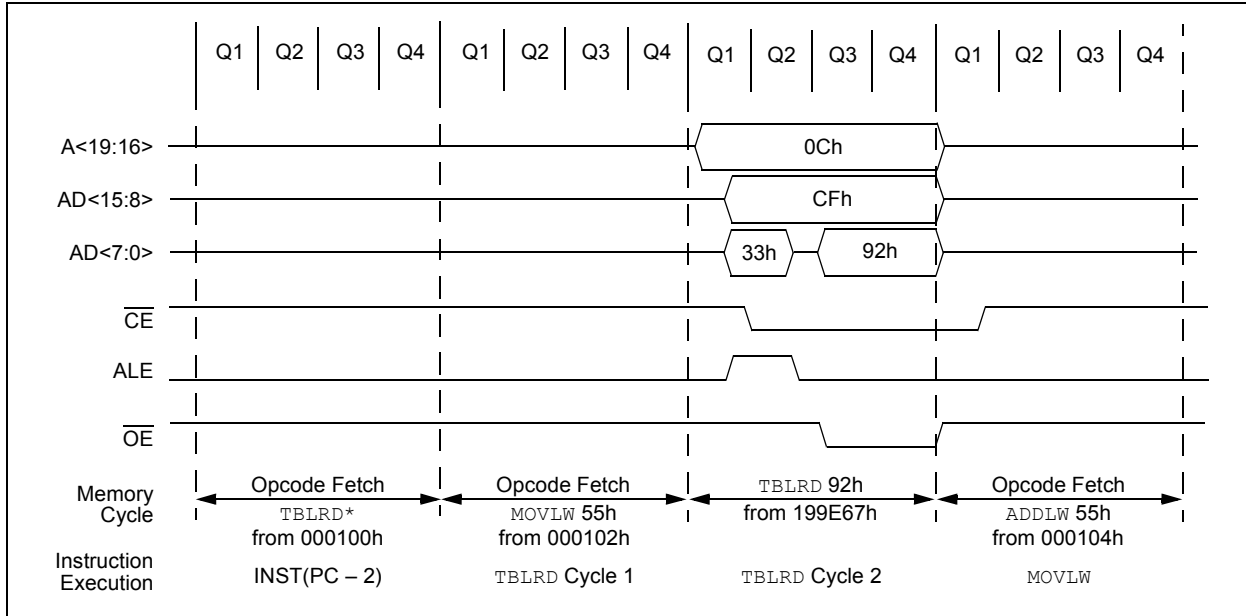 Q1 Q2 Q3 Q4 Q1 Q2 Q3 Q4 Q1 Q2 Q3 Q4 Q1 Q2 Q3 Q4
A<19:16> 0Ch
AD<15:8> CFh
AD<7:0> 33h 92h
CE
ALE
OE
Memory Cycle
Opcode Fetch
TBLRD*
from 000100h
Opcode Fetch
MOVLW 55h
from 000102h
TBLRD 92h
from 199E67h
Opcode Fetch
ADDLW 55h
from 000104h
Instruction Execution
INST(PC – 2) TBLRD Cycle 1 TBLRD Cycle 2 MOVLW